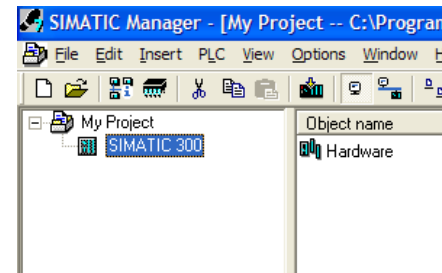 SIMATIC Manager - [My Project -- C:\Program
File Edit Insert PLC View Options Window
My Project
Object name
SIMATIC 300
Hardware